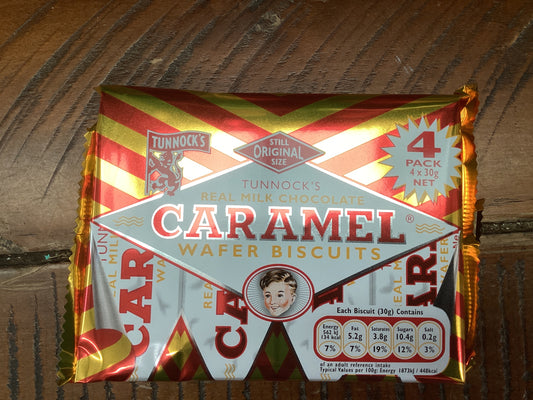 TUNNOCK'S
STILL
ORIGINAL
SIZE
4
PACK
4 x 30g
NET
TUNNOCK'S
REAL MILK CHOCOLATE
CARAMEL®
WAFER BISCUITS
Each Biscuit (30g) Contains
Energy Fat Saturates Sugars Salt
562 kJ 5.2g 3.8g 10.4g 0.2g
134 kcal
7% 7% 19% 12% 3%
of an adult reference intake
Typical Values per 100g: Energy 1873kJ / 448kcal